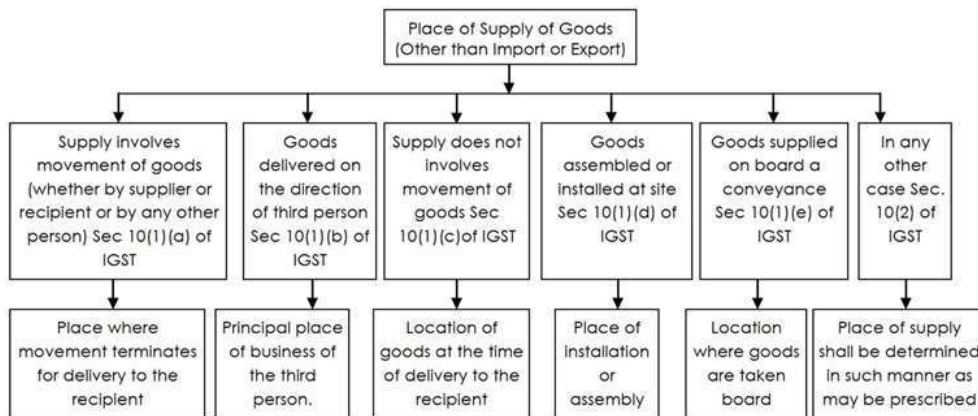 Place of Supply of Goods
(Other than Import or Export)
Supply involves
movement of goods
(whether by supplier or
recipient or by any other
person) Sec 10(1)(a) of
IGST
Goods
delivered on
the direction
of third person
Sec 10(1)(b) of
IGST
Supply does not
involves
movement of
goods Sec
10(1)(c)of IGST
Goods
assembled or
installed at site
Sec 10(1)(d) of
IGST
Goods supplied
on board a
conveyance
Sec 10(1)(e) of
IGST
In any
other
case Sec.
10(2) of
IGST
Place where
movement terminates
for delivery to the
recipient
Principal place
of business of
the third
person.
Location of
goods at the time
of delivery to the
recipient
Place of
installation
or
assembly
Location
where goods
are taken
board
Place of supply
shall be determined
in such manner as
may be prescribed